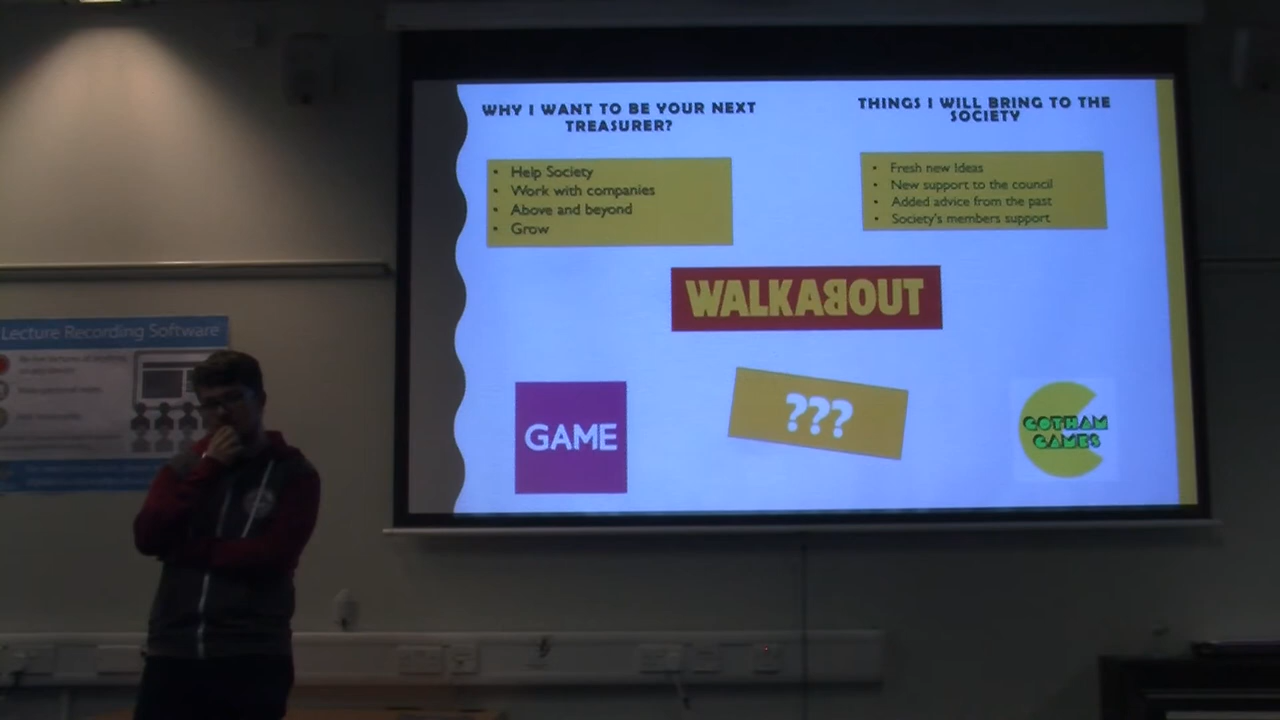 WHY I WANT TO BE YOUR NEXT
TREASURER?
THINGS I WILL BRING TO THE
SOCIETY
• Help Society
• Work with companies
• Above and beyond
• Grow
• Fresh new Ideas
• New support to the council
• Added advice from the past
• Society's members support
WALKABOUT
GAME
???
GOTHAM
GAMES
Lecture Recording Software